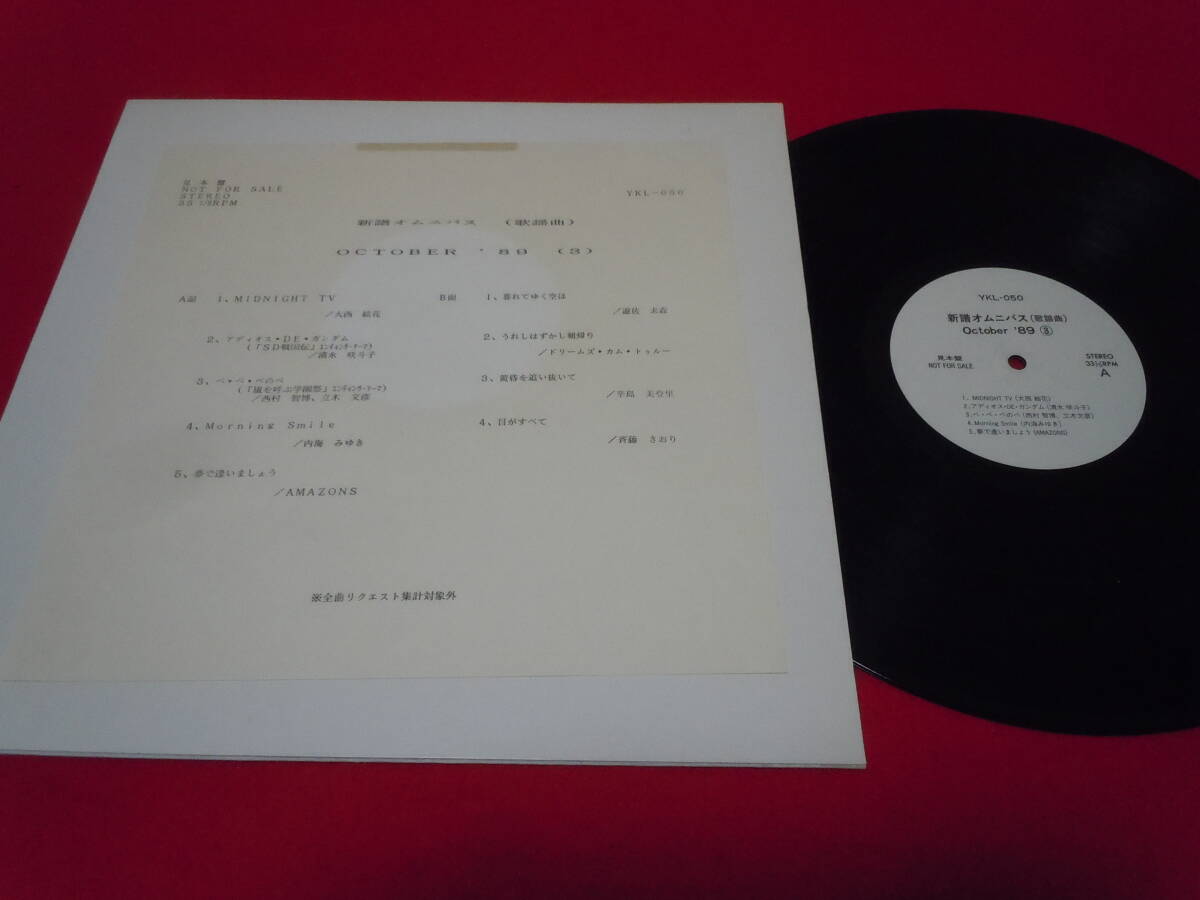 見本盤
NOT FOR SALE
STEREO
33 1/3RPM
YKL-050
新譜オムニバス (歌謡曲)
OCTOBER '89 (3)
A面 1、MIDNIGHT TV
/大西 結花
2、アディオス・DE・ガンダム
(「SD戦国伝」エンディング・テーマ)
/清水 咲斗子
3、ベ・ベ・ベのべ
(『嵐を呼ぶ学園祭』エンディング・テーマ)
/西村 智博、立木 文彦
4、Morning Smile
/内海 みゆき
5、夢で逢いましょう
/AMAZONS
B面 1、暮れてゆく空は
/遊佐 未森
2、うれしはずかし朝帰り
/ドリームズ・カム・トゥルー
3、黄昏を追い抜いて
/辛島 美登里
4、目がすべて
/斉藤 さおり
※全曲リクエスト集計対象外
YKL-050
新譜オムニバス(歌謡曲)
October '89 ③
見本盤
NOT FOR SALE
STEREO
33⅓RPM
A
1. MIDNIGHT TV (大西 結花)
2.アディオス・DE・ガンダム (清水 咲斗子)
3.ベ・ベ・ベのべ (西村 智博、立木文彦)
4.Morning Smile (内海みゆき)
5.夢で逢いましょう (AMAZONS)